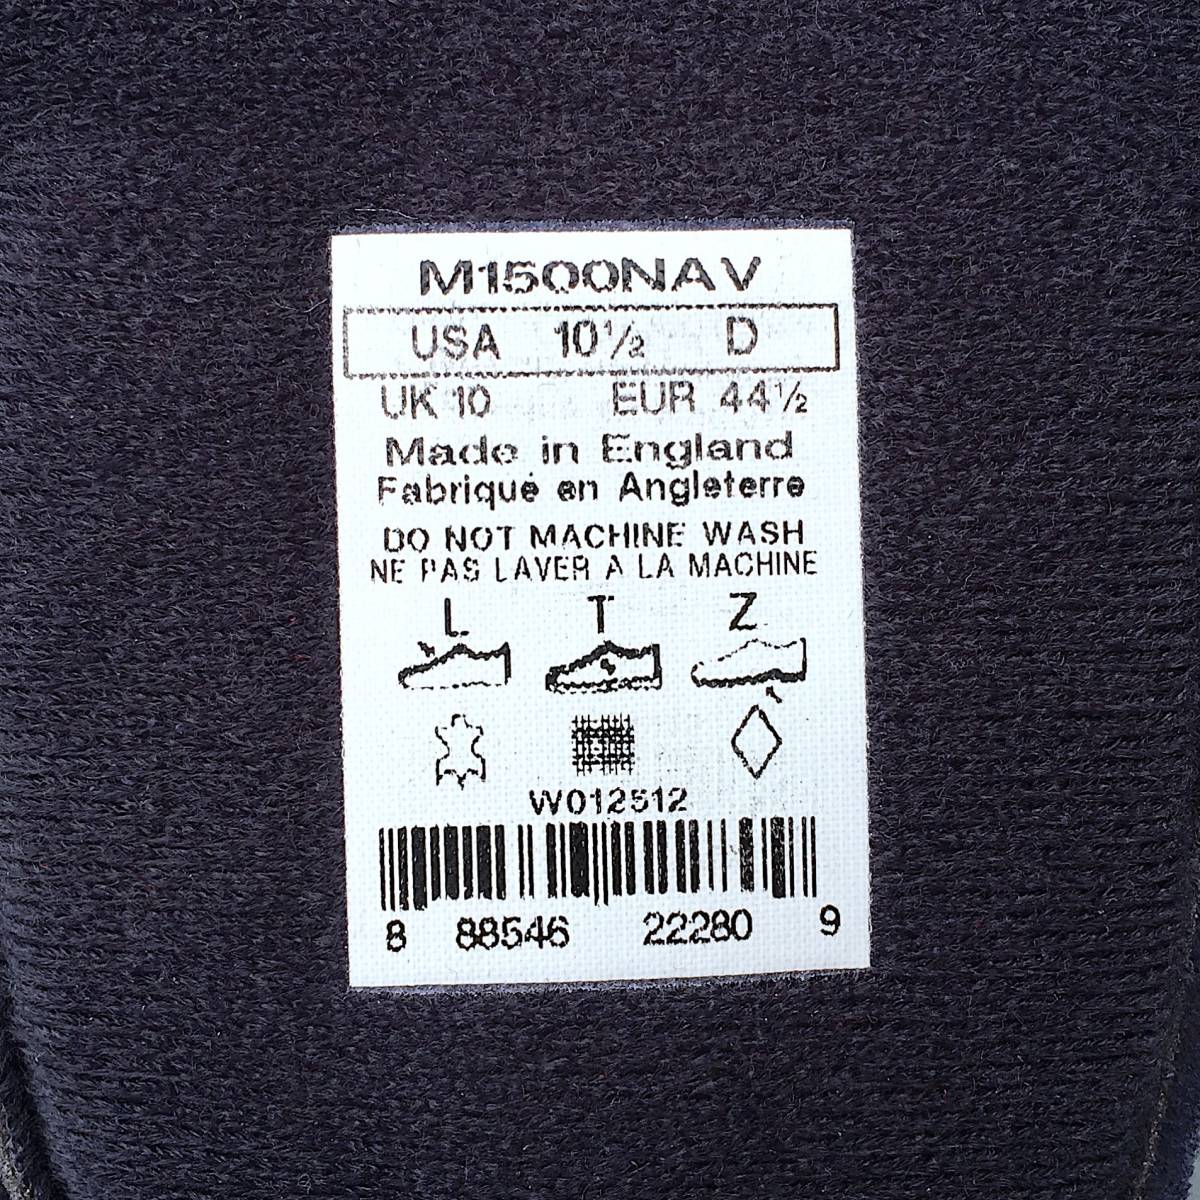 M1500NAV
USA 10½ D
UK 10 EUR 44½
Made in England
Fabriqué en Angleterre
DO NOT MACHINE WASH
NE PAS LAVER A LA MACHINE
L T Z
W012512
8 88546 22280 9